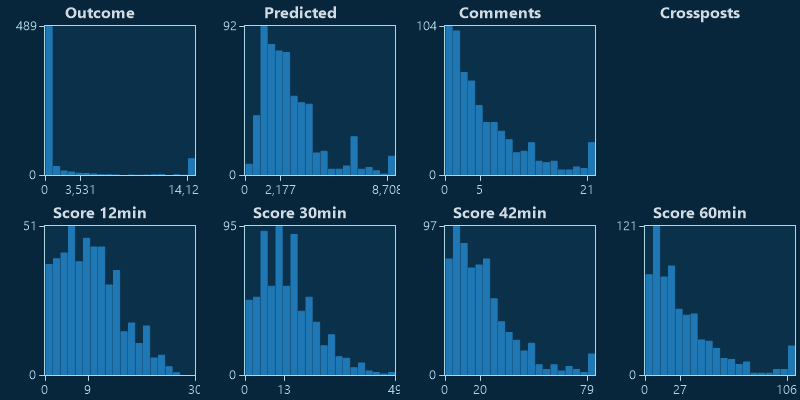 Outcome
489
0
0 3,531 14,12
Predicted
92
0
0 2,177 8,708
Comments
104
0
0 5 21
Crossposts
Score 12min
51
0
0 9 30
Score 30min
95
0
0 13 49
Score 42min
97
0
0 20 79
Score 60min
121
0
0 27 106